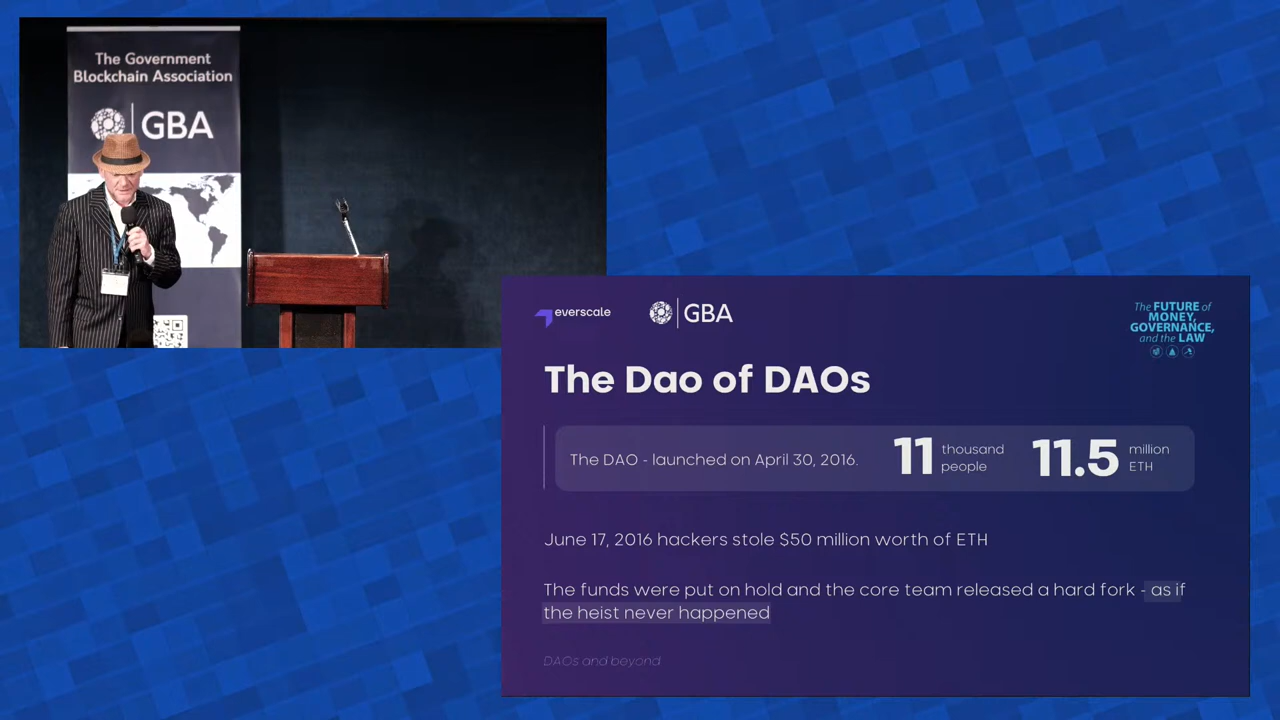 The Government
Blockchain Association
GBA
everscale
GBA
The FUTURE of
MONEY,
GOVERNANCE,
and the LAW
The Dao of DAOs
The DAO - launched on April 30, 2016.
11 thousand people
11.5 million ETH
June 17, 2016 hackers stole $50 million worth of ETH
The funds were put on hold and the core team released a hard fork - as if
the heist never happened
DAOs and beyond